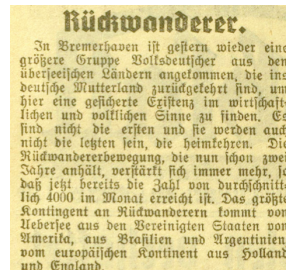 Rückwanderer.
In Bremerhaven ist gestern wieder eine
größere Gruppe Volksdeutscher aus den
überseeischen Ländern angekommen, die ins
deutsche Mutterland zurückgekehrt sind, um
hier eine gesicherte Existenz im wirtschaft-
lichen und volklichen Sinne zu finden. Es
sind nicht die ersten und sie werden auch
nicht die letzten sein, die heimkehren. Die
Rückwandererbewegung, die nun schon zwei
Jahre anhält, verstärkt sich immer mehr, so
daß jetzt bereits die Zahl von durchschnitt-
lich 4000 im Monat erreicht ist. Das größte
Kontingent an Rückwanderern kommt von
Uebersee aus den Vereinigten Staaten von
Amerika, aus Brasilien und Argentinien,
vom europäischen Kontinent aus Holland
und England.